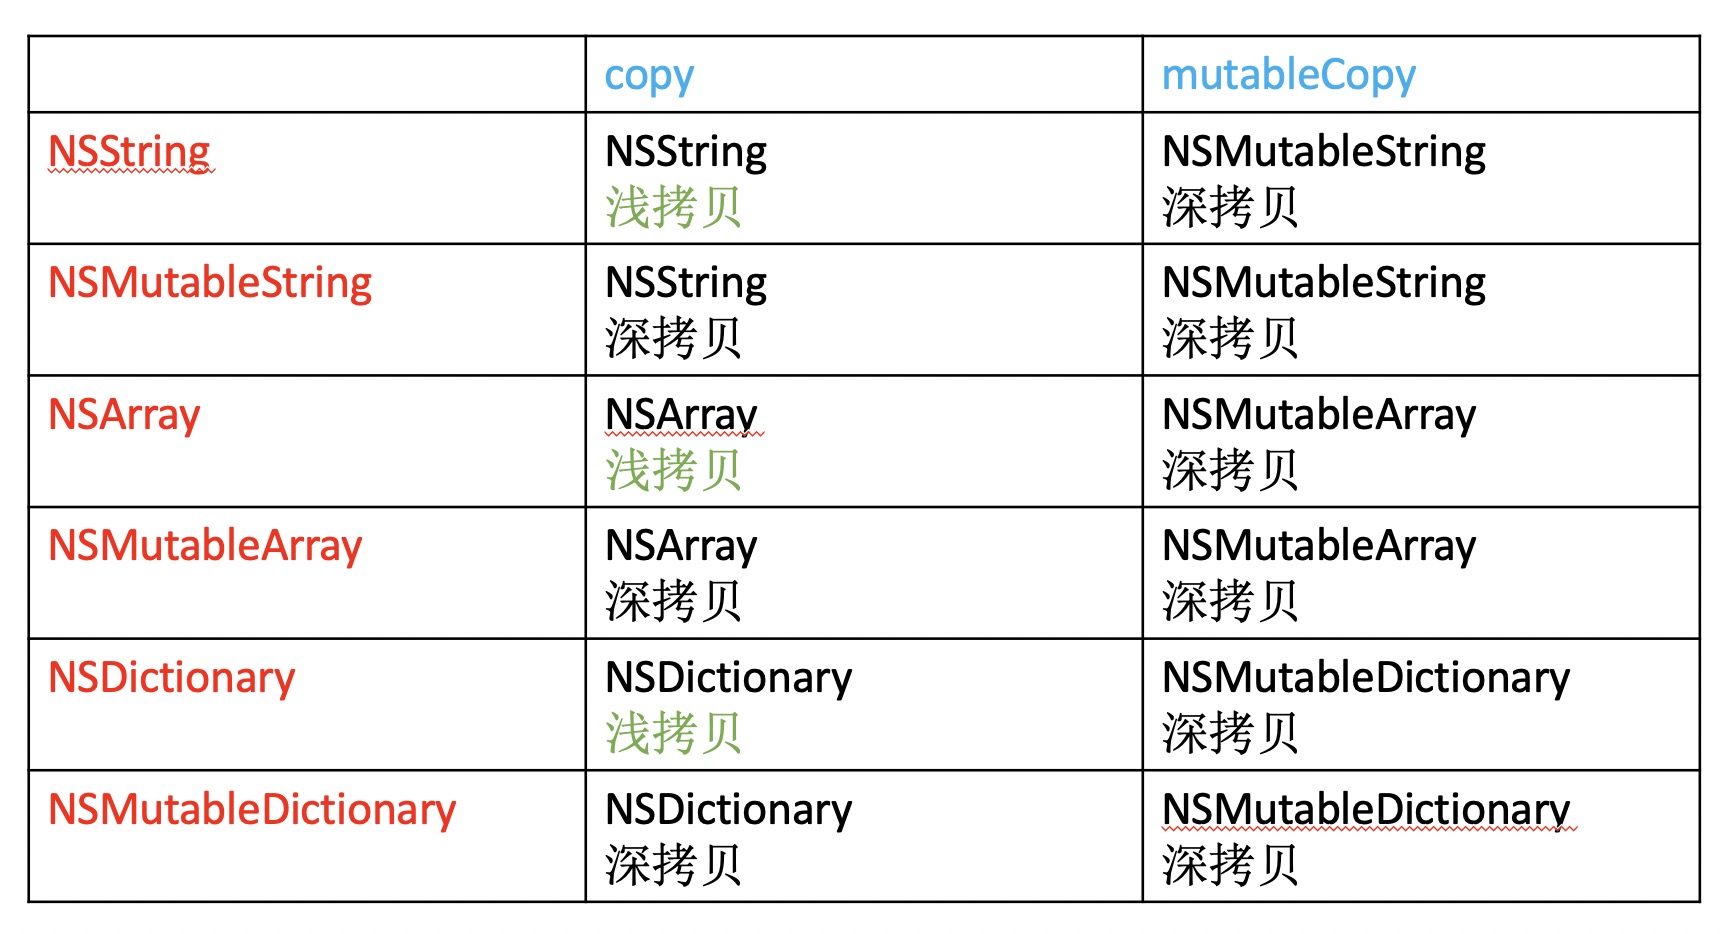 copy
mutableCopy
NSString
NSString
浅拷贝
NSMutableString
深拷贝
NSMutableString
NSString
深拷贝
NSMutableString
深拷贝
NSArray
NSArray
浅拷贝
NSMutableArray
深拷贝
NSMutableArray
NSArray
深拷贝
NSMutableArray
深拷贝
NSDictionary
NSDictionary
浅拷贝
NSMutableDictionary
深拷贝
NSMutableDictionary
NSDictionary
深拷贝
NSMutableDictionary
深拷贝